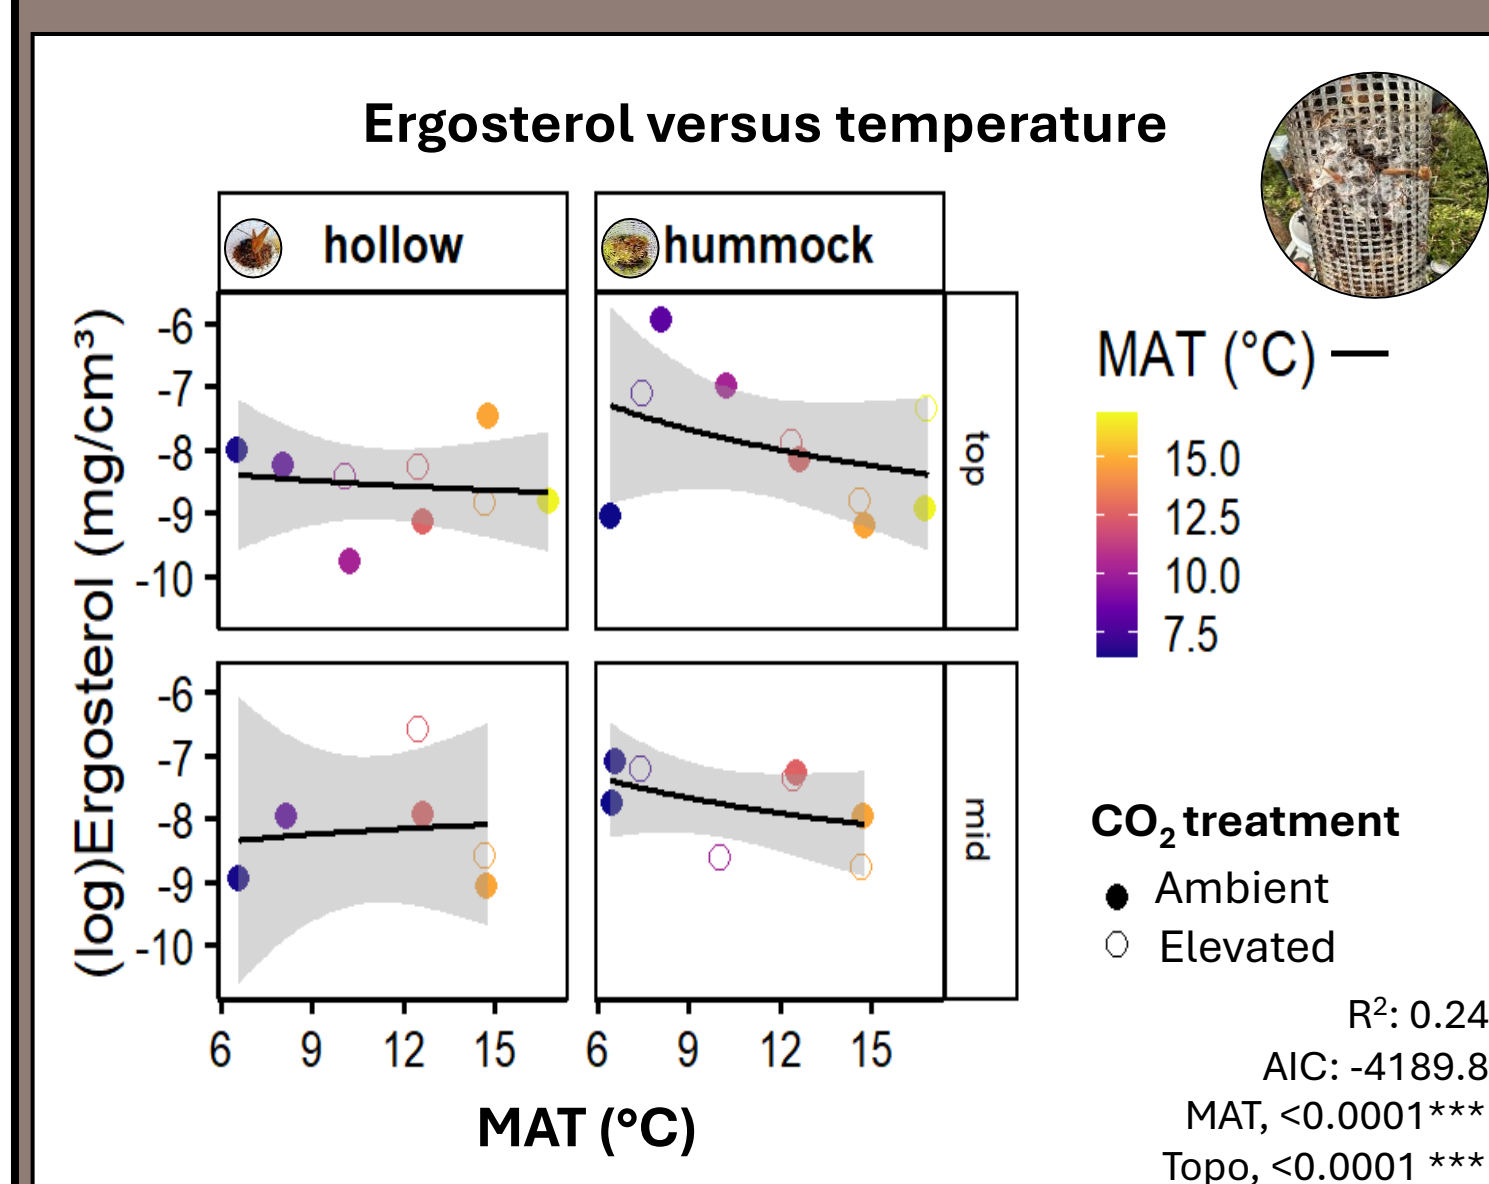 Ergosterol versus temperature
hollow
hummock
(log)Ergosterol (mg/cm³)
-6
-7
-8
-9
-10
top
-6
-7
-8
-9
-10
mid
6 9 12 15
6 9 12 15
MAT (°C)
MAT (°C)
15.0
12.5
10.0
7.5
CO₂ treatment
Ambient
Elevated
R²: 0.24
AIC: -4189.8
MAT, <0.0001***
Topo, <0.0001 ***